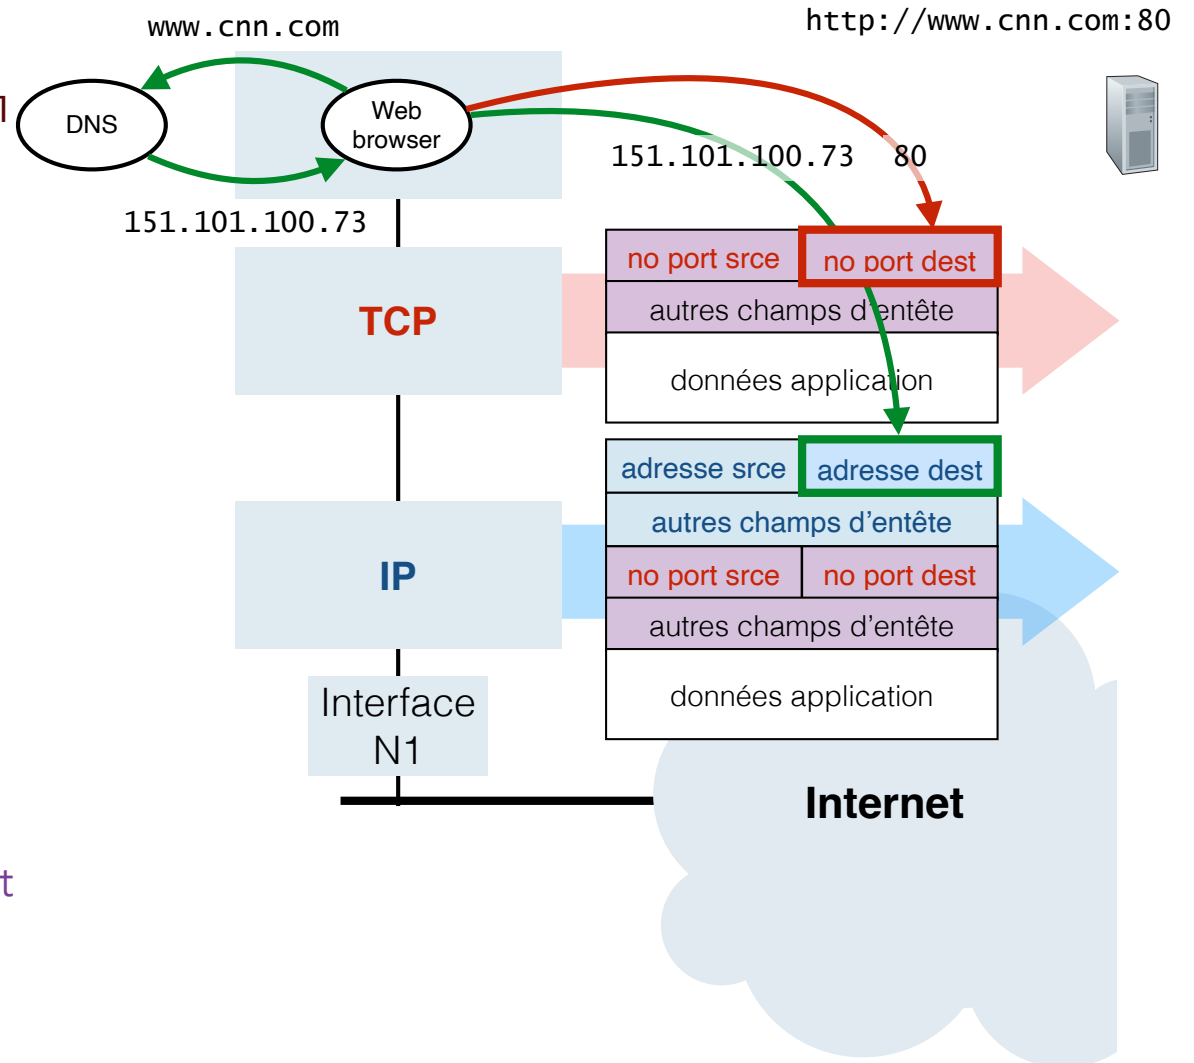 www.cnn.com
http://www.cnn.com:80
DNS
Web
browser
151.101.100.73 80
151.101.100.73
no port srce no port dest
TCP
autres champs d'entête
données application
adresse srce adresse dest
autres champs d'entête
IP
no port srce no port dest
autres champs d'entête
données application
Interface
N1
Internet
t